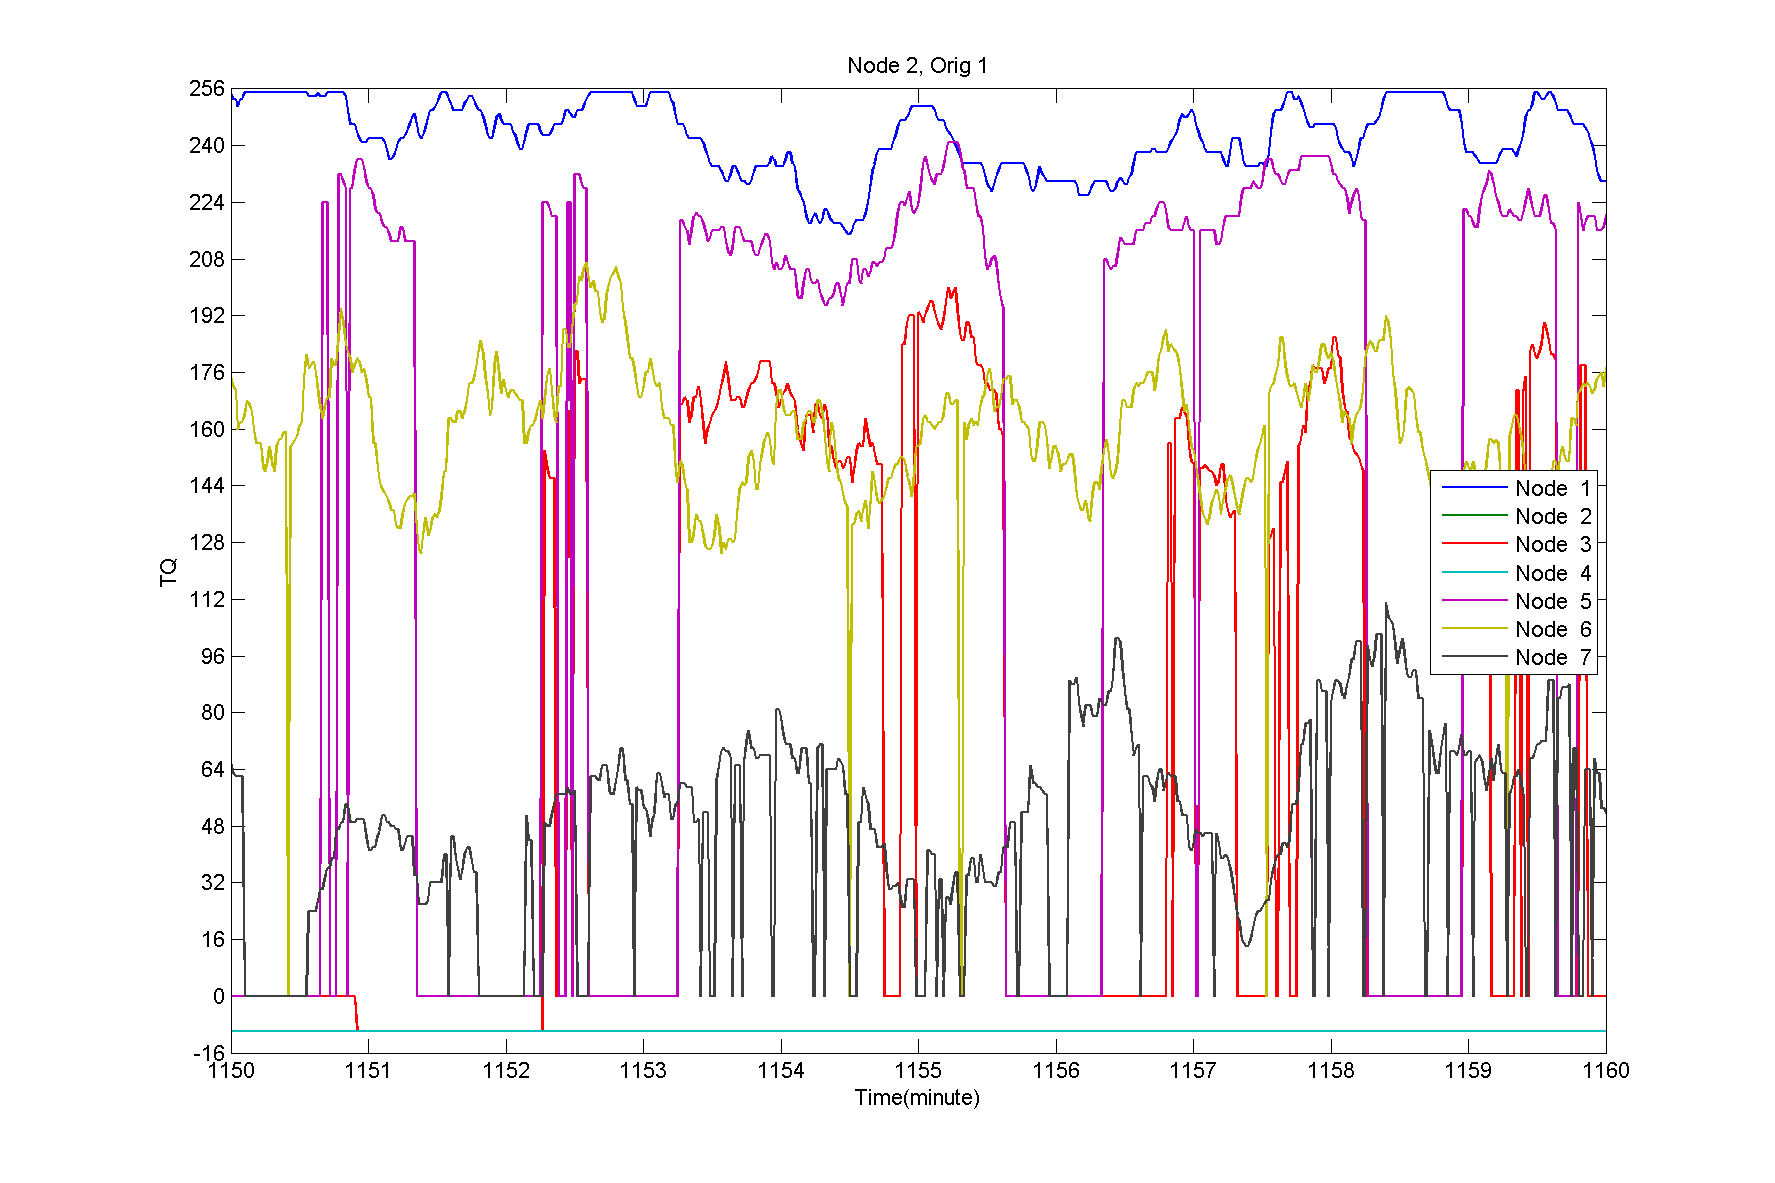 Node 2, Orig 1
256
240
224
208
192
176
160
144
128
112
96
80
64
48
32
16
0
-16
TQ
Node 1
Node 2
Node 3
Node 4
Node 5
Node 6
Node 7
1150 1151 1152 1153 1154 1155 1156 1157 1158 1159 1160
Time(minute)